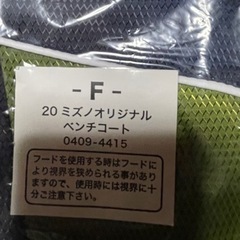 - F -
20 ミズノオリジナル
ベンチコート
0409-4415
フードを使用する時はフードによ
り視界を狭められる事があ
りますので、使用時には視界に十
分ご注意下さい。